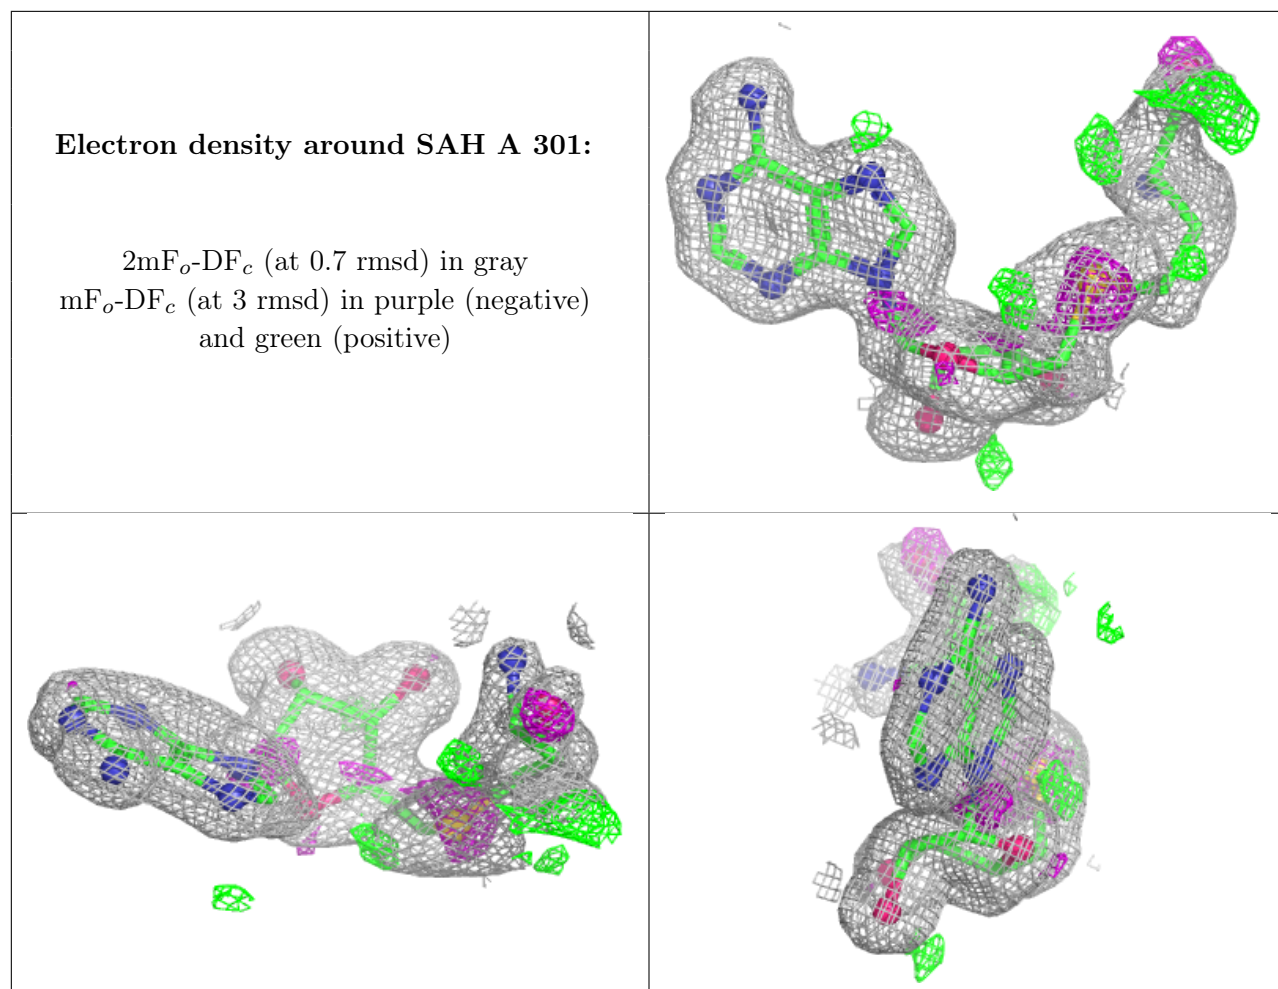 Electron density around SAH A 301:
2mFo-DFc (at 0.7 rmsd) in gray
mFo-DFc (at 3 rmsd) in purple (negative)
and green (positive)